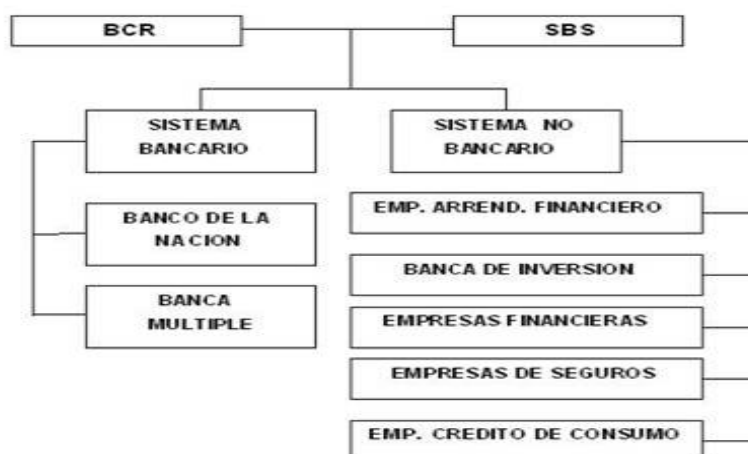 BCR
SBS
SISTEMA
BANCARIO
SISTEMA NO
BANCARIO
BANCO DE LA
NACION
BANCA
MULTIPLE
EMP. ARREND. FINANCIERO
BANCA DE INVERSION
EMPRESAS FINANCIERAS
EMPRESAS DE SEGUROS
EMP. CREDITO DE CONSUMO